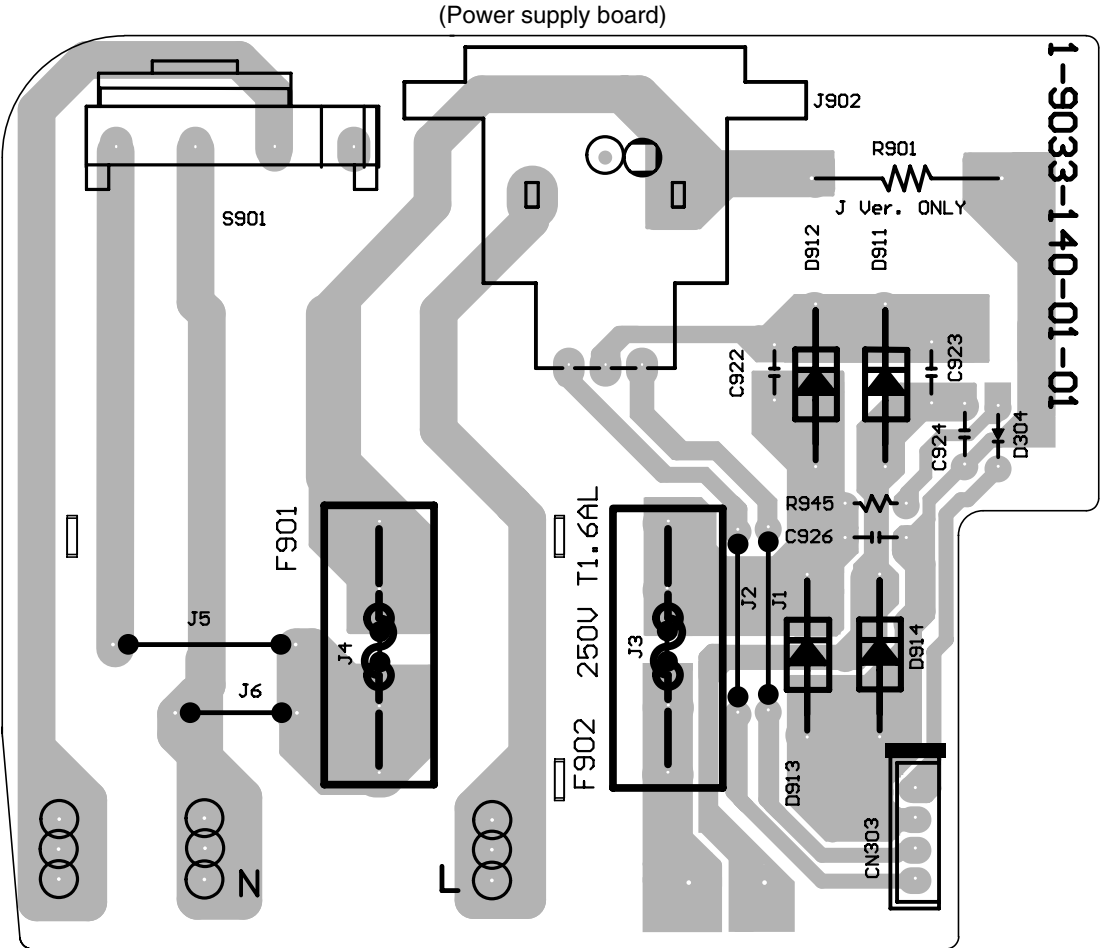 (Power supply board)
1-9033-140-01-01
J902
R901
J Ver. ONLY
S901
D912
D911
C922
C923
C924
D304
R945
C926
F901
250V T1.6AL
F902
J5
J6
J4
J3
J2
J1
D914
D913
CN303
N
L